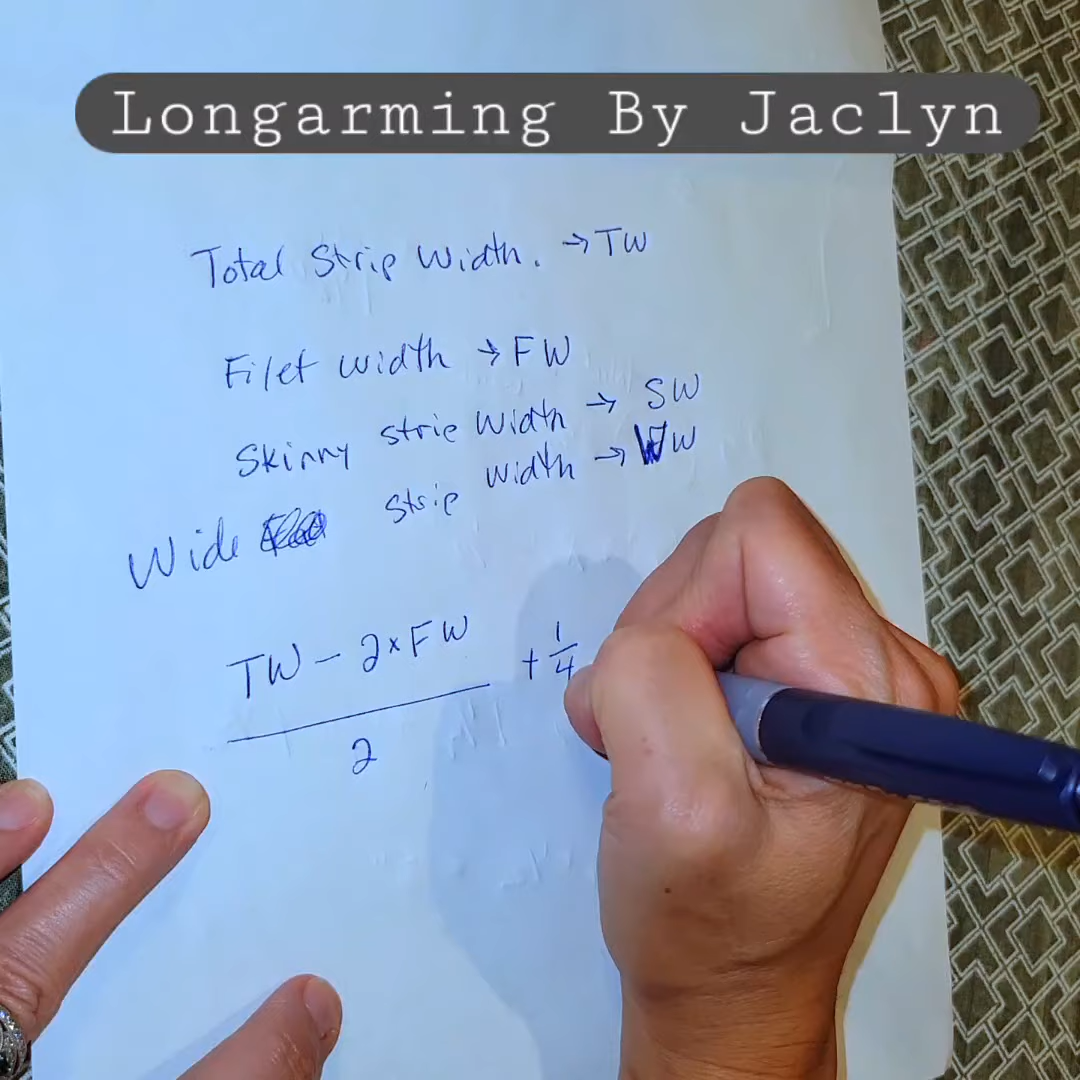 Longarming By Jaclyn
Total Strip Width. → TW
Filet width → FW
Skinny strip width → SW
Wide strip width → WW
TW - 2 x FW
2
+ 1/4